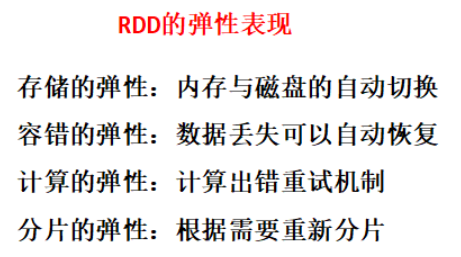 RDD的弹性表现
存储的弹性：内存与磁盘的自动切换
容错的弹性：数据丢失可以自动恢复
计算的弹性：计算出错重试机制
分片的弹性：根据需要重新分片